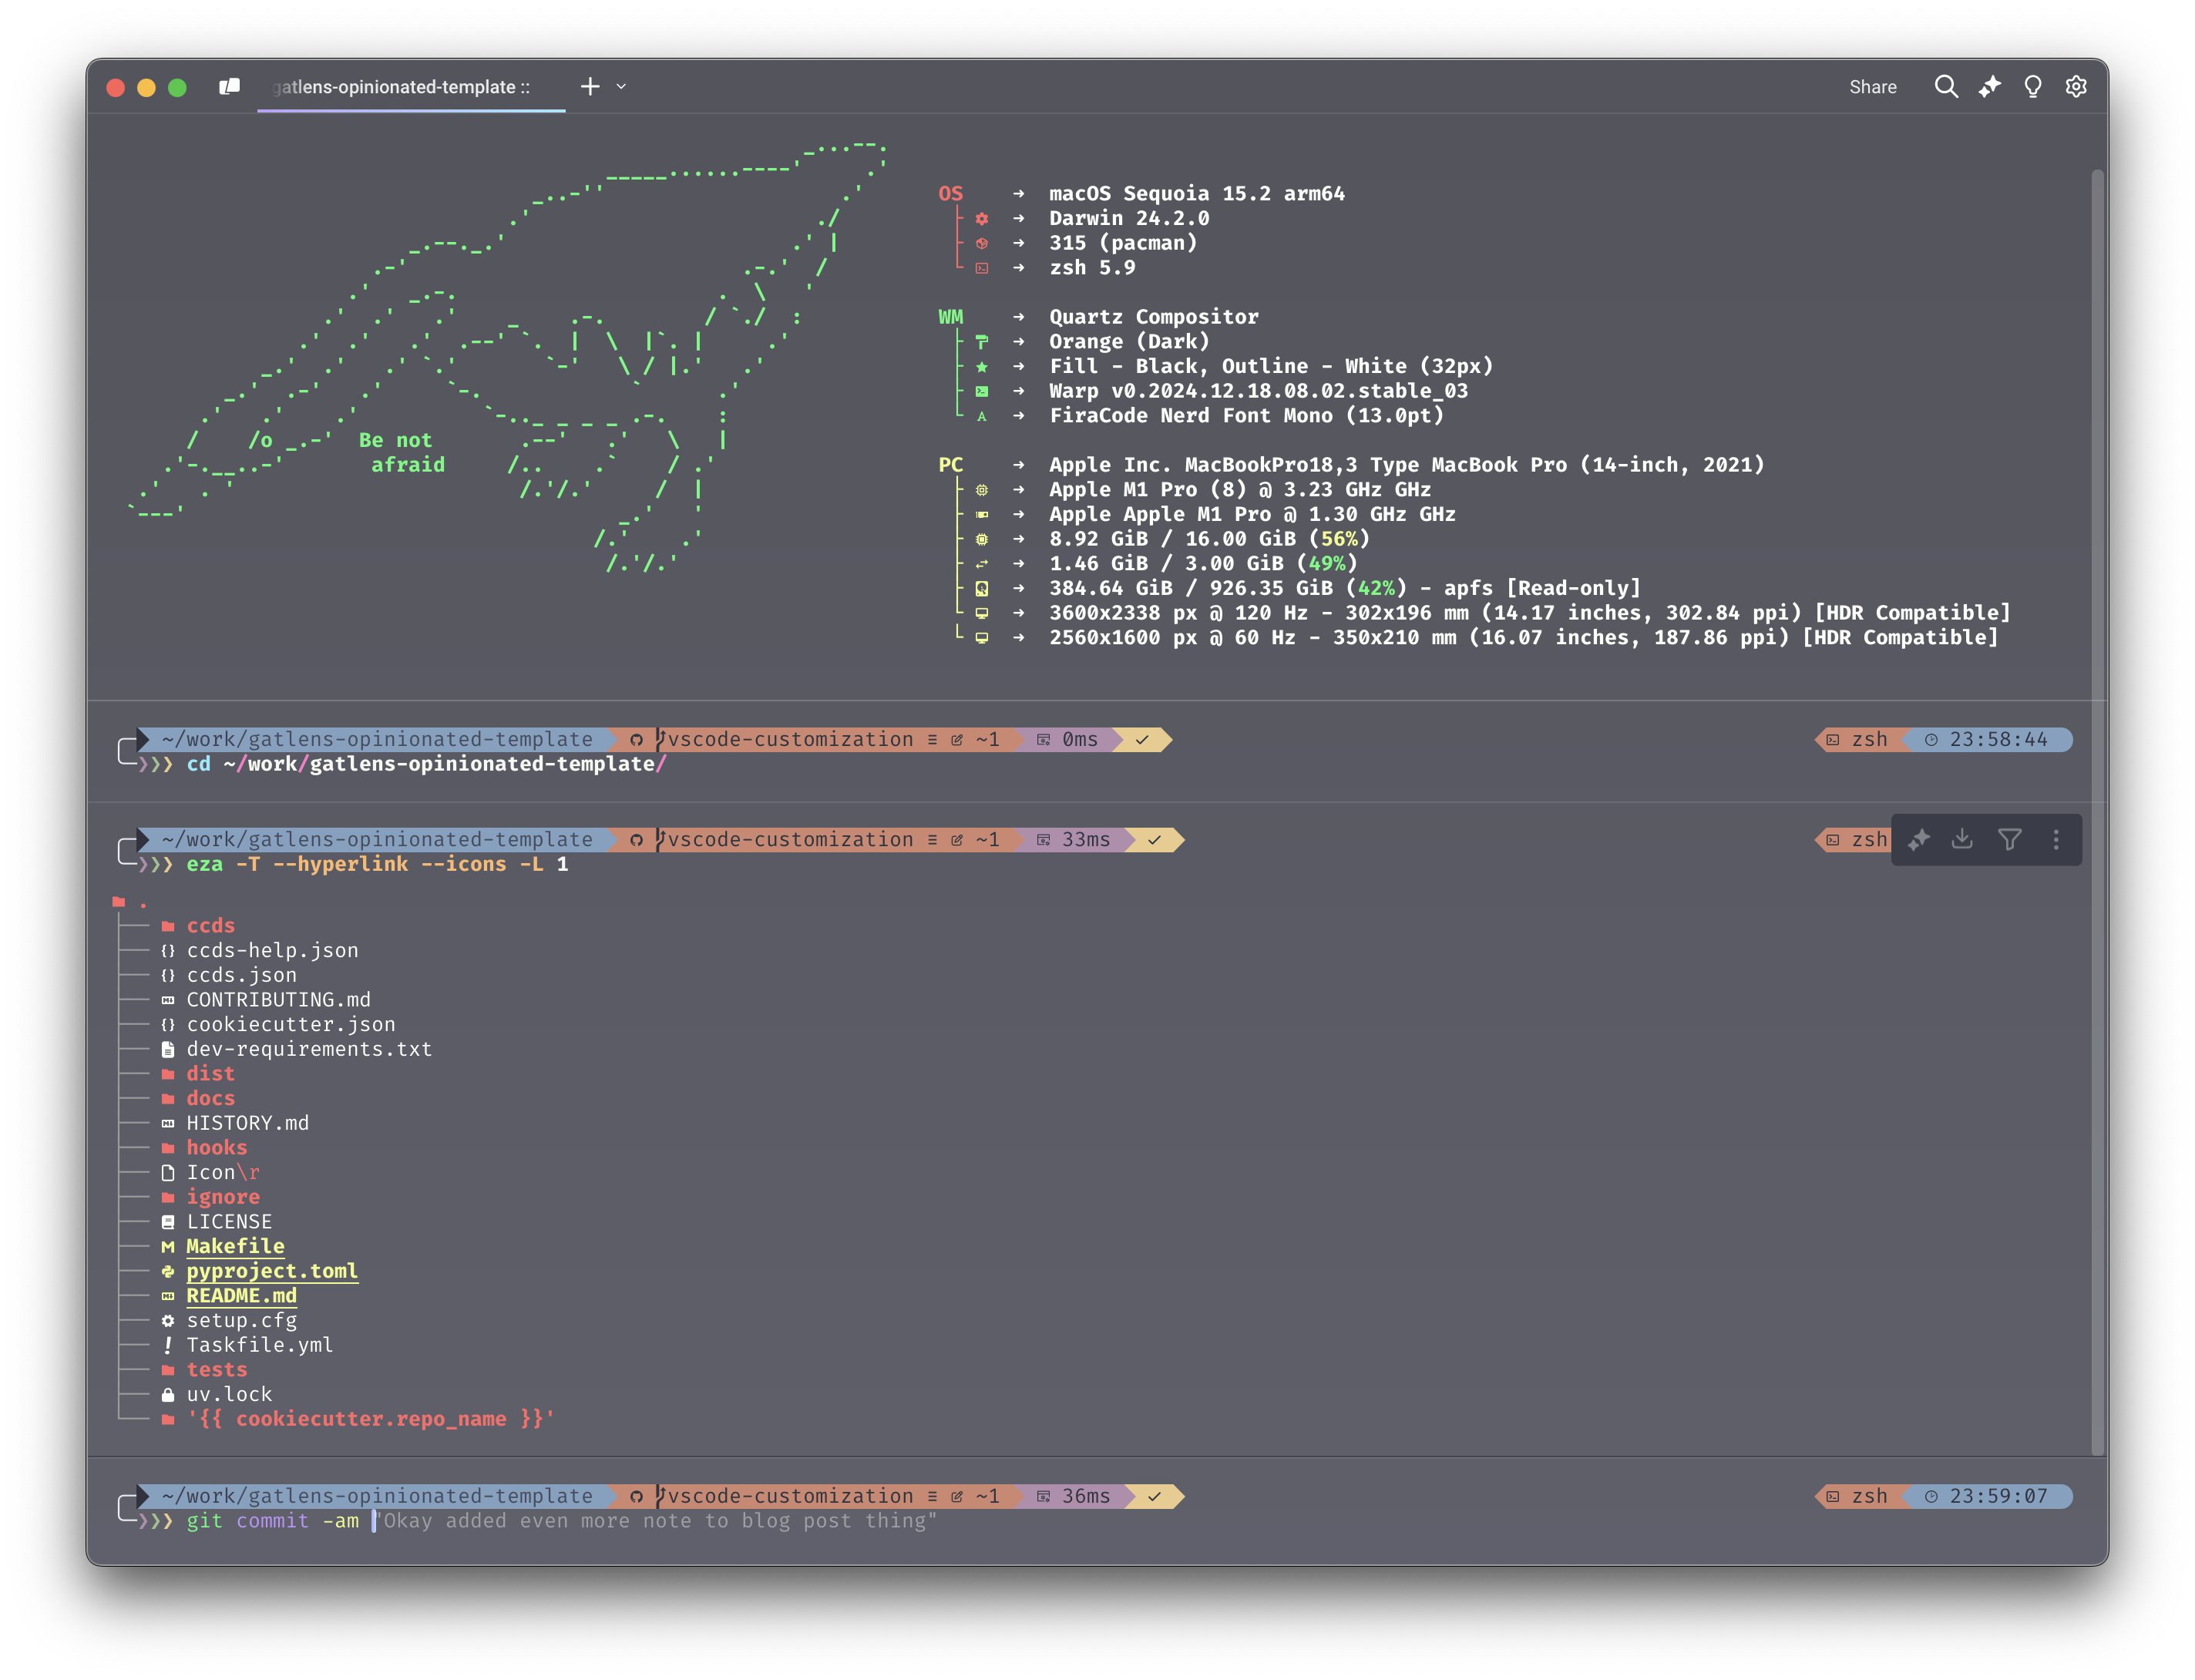 gatlens-opinionated-template ::
Share
OS → macOS Sequoia 15.2 arm64
→ Darwin 24.2.0
→ 315 (pacman)
→ zsh 5.9
WM → Quartz Compositor
→ Orange (Dark)
→ Fill - Black, Outline - White (32px)
→ Warp v0.2024.12.18.08.02.stable_03
→ FiraCode Nerd Font Mono (13.0pt)
Be not
afraid
PC → Apple Inc. MacBookPro18,3 Type MacBook Pro (14-inch, 2021)
→ Apple M1 Pro (8) @ 3.23 GHz GHz
→ Apple Apple M1 Pro @ 1.30 GHz GHz
→ 8.92 GiB / 16.00 GiB (56%)
→ 1.46 GiB / 3.00 GiB (49%)
→ 384.64 GiB / 926.35 GiB (42%) - apfs [Read-only]
→ 3600x2338 px @ 120 Hz - 302x196 mm (14.17 inches, 302.84 ppi) [HDR Compatible]
→ 2560x1600 px @ 60 Hz - 350x210 mm (16.07 inches, 187.86 ppi) [HDR Compatible]
~/work/gatlens-opinionated-template vscode-customization ≡ ~1 0ms ✓ zsh 23:58:44
❯❯❯ cd ~/work/gatlens-opinionated-template/
~/work/gatlens-opinionated-template vscode-customization ≡ ~1 33ms ✓ zsh
❯❯❯ eza -T --hyperlink --icons -L 1
.
ccds
ccds-help.json
ccds.json
CONTRIBUTING.md
cookiecutter.json
dev-requirements.txt
dist
docs
HISTORY.md
hooks
Icon\r
ignore
LICENSE
Makefile
pyproject.toml
README.md
setup.cfg
Taskfile.yml
tests
uv.lock
'{{ cookiecutter.repo_name }}'
~/work/gatlens-opinionated-template vscode-customization ≡ ~1 36ms ✓ zsh 23:59:07
❯❯❯ git commit -am "Okay added even more note to blog post thing"